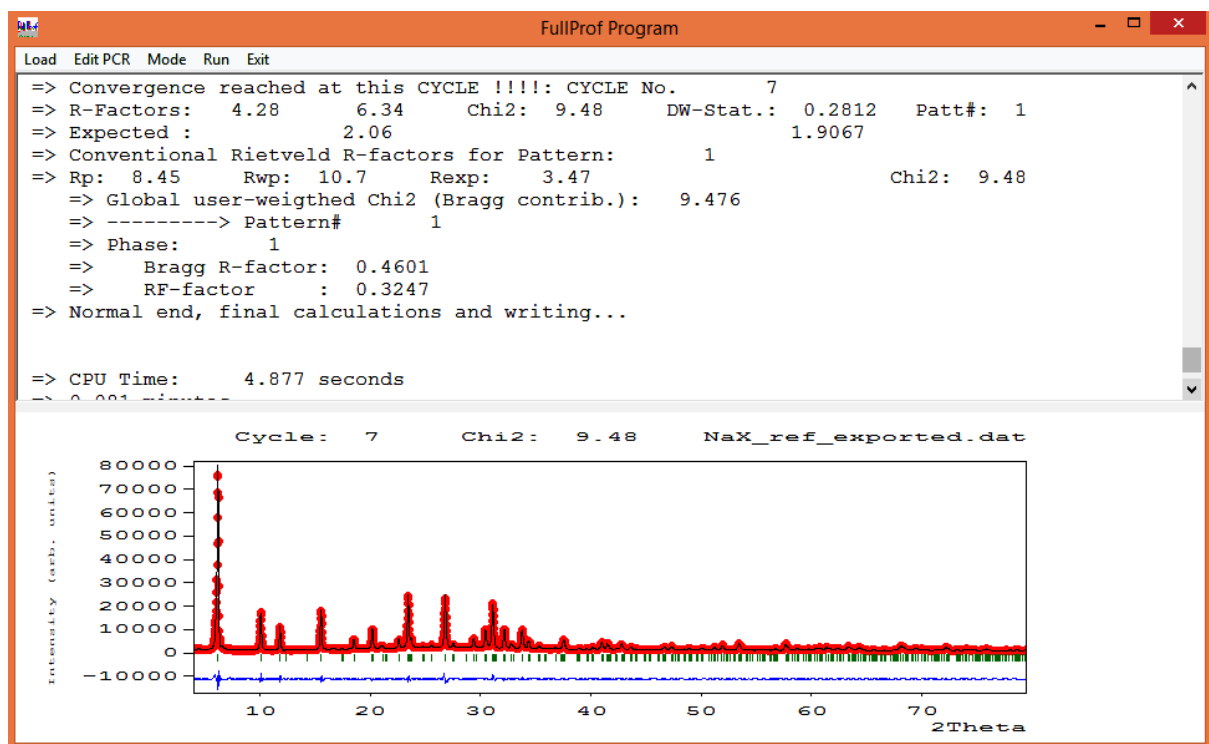 FullProf Program
Load Edit PCR Mode Run Exit
=> Convergence reached at this CYCLE !!!!: CYCLE No. 7
=> R-Factors: 4.28 6.34 Chi2: 9.48 DW-Stat.: 0.2812 Patt#: 1
=> Expected : 2.06 1.9067
=> Conventional Rietveld R-factors for Pattern: 1
=> Rp: 8.45 Rwp: 10.7 Rexp: 3.47 Chi2: 9.48
=> Global user-weigthed Chi2 (Bragg contrib.): 9.476
=> ---------> Pattern# 1
=> Phase: 1
=> Bragg R-factor: 0.4601
=> RF-factor : 0.3247
=> Normal end, final calculations and writing...
=> CPU Time: 4.877 seconds
=> 0.081 minutes
Cycle: 7 Chi2: 9.48 NaX_ref_exported.dat
Intensity (arb. units)
80000
70000
60000
50000
40000
30000
20000
10000
0
-10000
10 20 30 40 50 60 70
2Theta